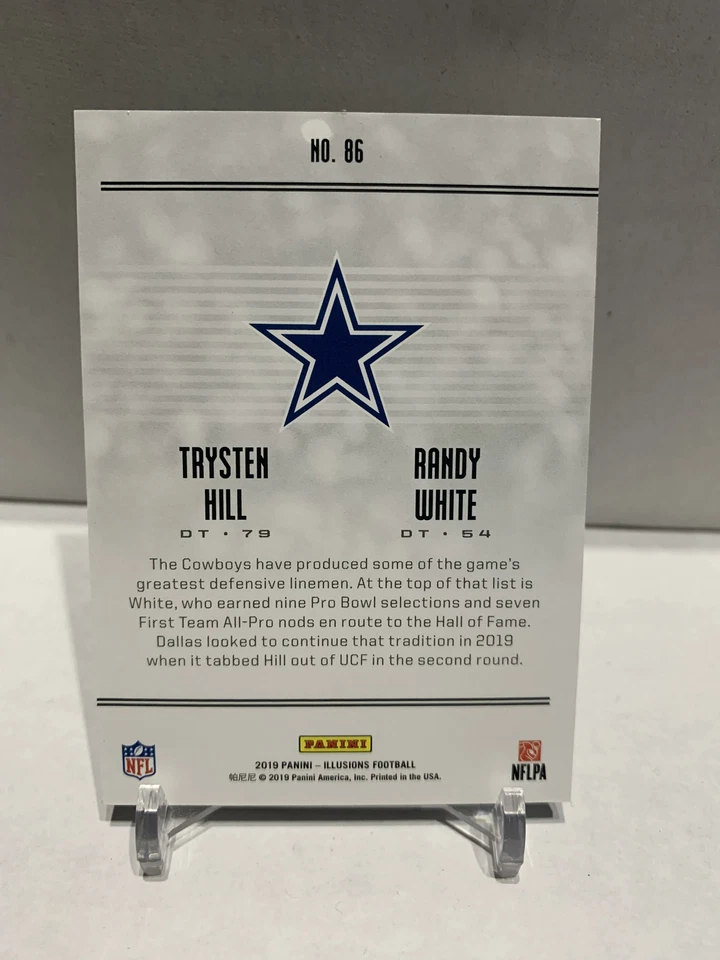 NO. 86
TRYSTEN HILL
DT · 79
RANDY WHITE
DT · 54
The Cowboys have produced some of the game's
greatest defensive linemen. At the top of that list is
White, who earned nine Pro Bowl selections and seven
First Team All-Pro nods en route to the Hall of Fame.
Dallas looked to continue that tradition in 2019
when it tabbed Hill out of UCF in the second round.
PANINI
2019 PANINI – ILLUSIONS FOOTBALL
帕尼尼 © 2019 Panini America, Inc. Printed in the USA.
NFL
NFLPA